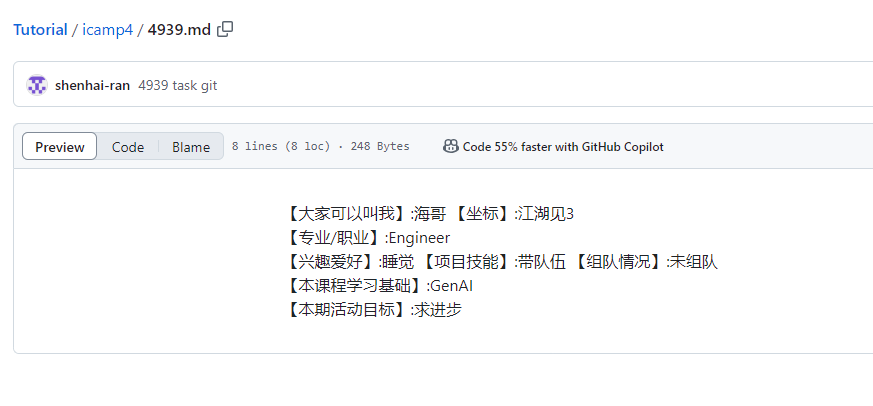 Tutorial / icamp4 / 4939.md
shenhai-ran 4939 task git
Preview Code Blame 8 lines (8 loc) · 248 Bytes Code 55% faster with GitHub Copilot
【大家可以叫我】:海哥 【坐标】:江湖见3
【专业/职业】:Engineer
【兴趣爱好】:睡觉 【项目技能】:带队伍 【组队情况】:未组队
【本课程学习基础】:GenAI
【本期活动目标】:求进步